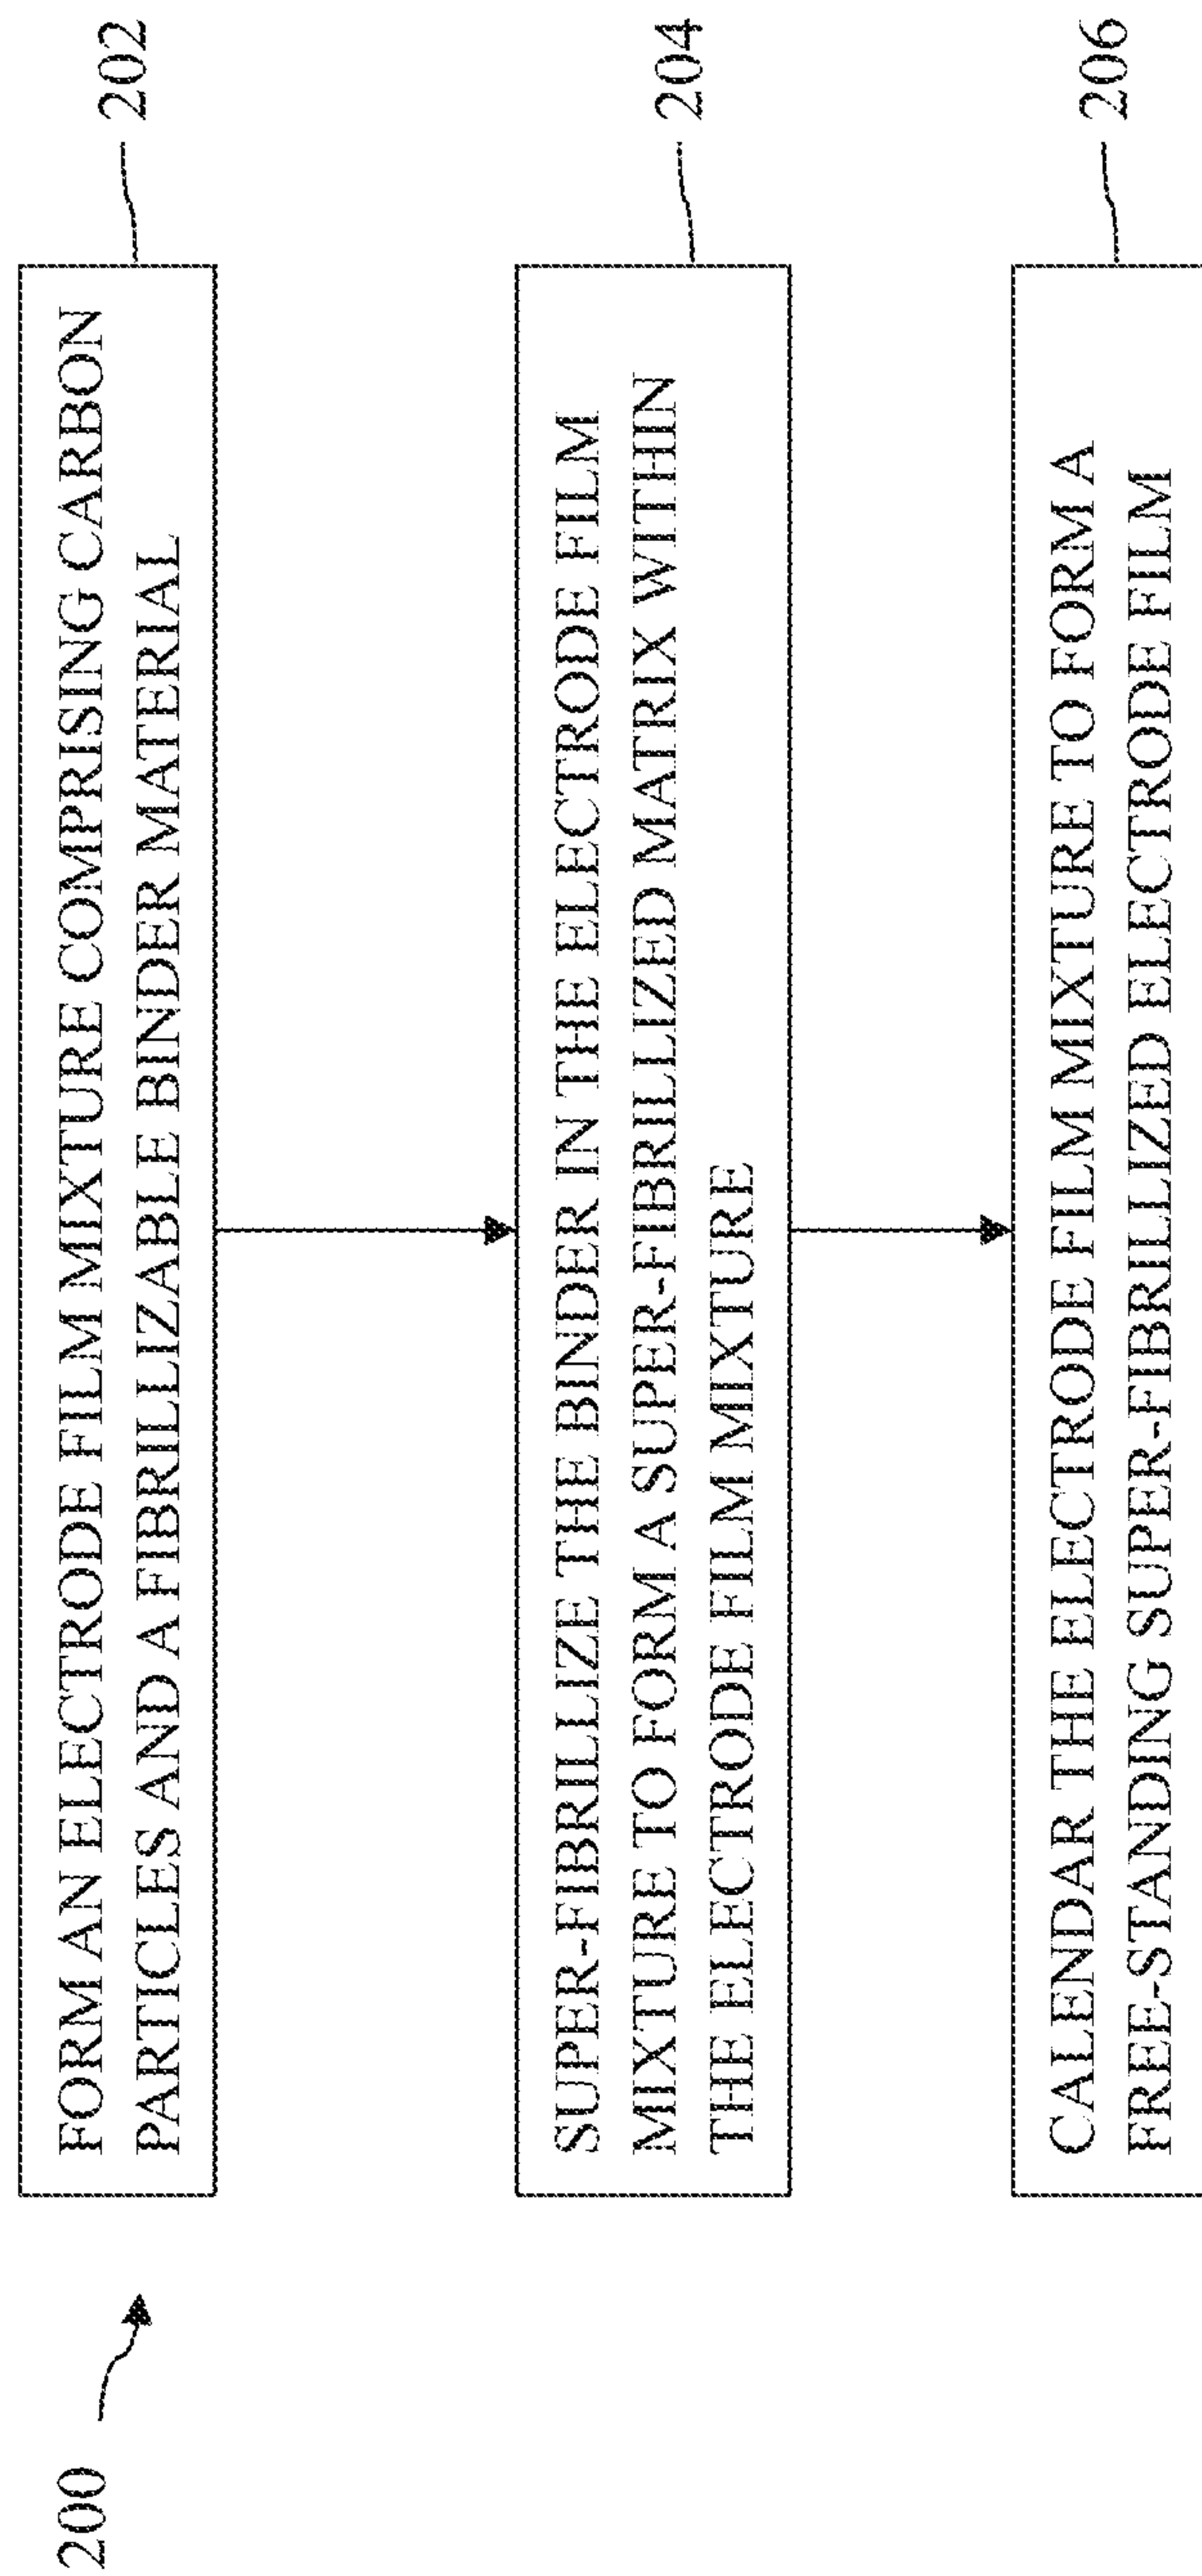 200
FORM AN ELECTRODE FILM MIXTURE COMPRISING CARBON
PARTICLES AND A FIBRILLIZABLE BINDER MATERIAL
202
SUPER-FIBRILLIZE THE BINDER IN THE ELECTRODE FILM
MIXTURE TO FORM A SUPER-FIBRILLIZED MATRIX WITHIN
THE ELECTRODE FILM MIXTURE
204
CALENDAR THE ELECTRODE FILM MIXTURE TO FORM A
FREE-STANDING SUPER-FIBRILLIZED ELECTRODE FILM
206